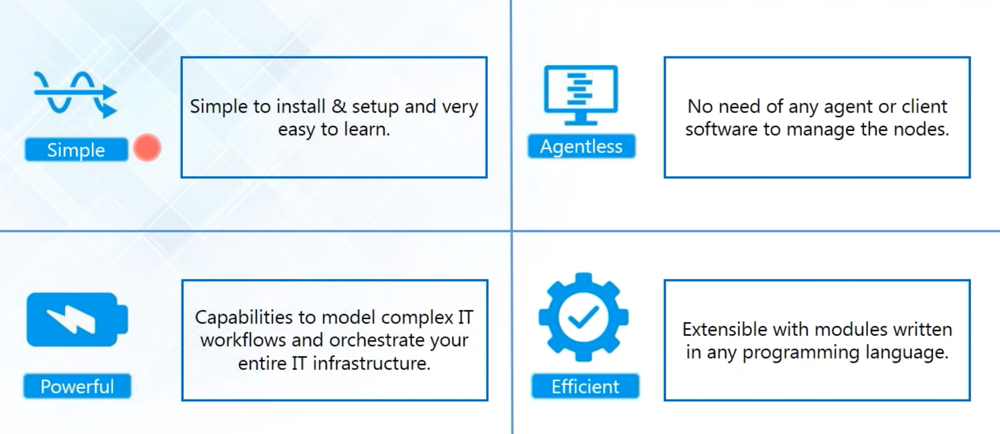 Simple to install & setup and very
easy to learn.
Simple
No need of any agent or client
software to manage the nodes.
Agentless
Capabilities to model complex IT
workflows and orchestrate your
entire IT infrastructure.
Powerful
Extensible with modules written
in any programming language.
Efficient